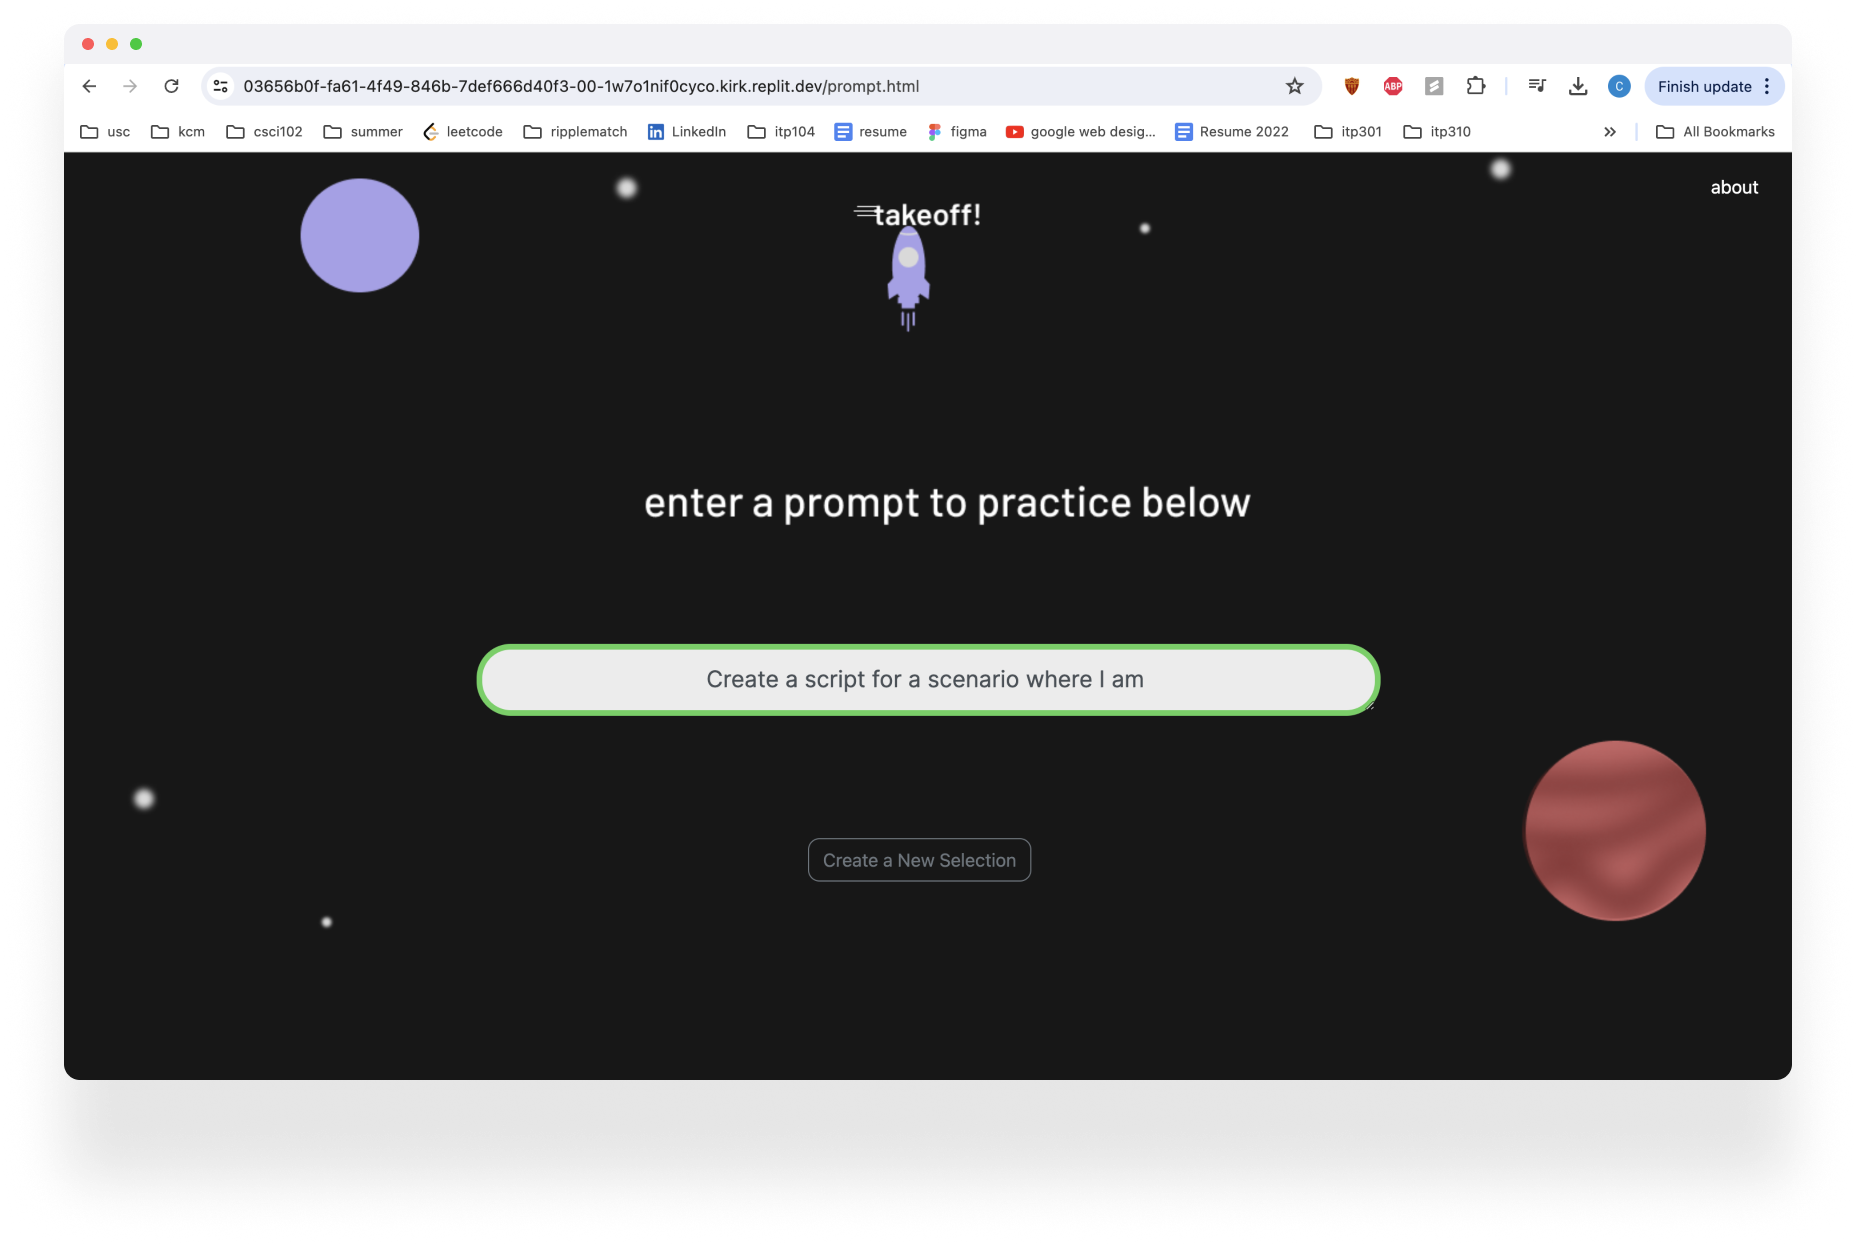 03656b0f-fa61-4f49-846b-7def666d40f3-00-1w7o1nif0cyco.kirk.replit.dev/prompt.html
ABP
C
Finish update
usc
kcm
csci102
summer
leetcode
ripplematch
in
LinkedIn
itp104
resume
figma
google web desig...
Resume 2022
itp301
itp310
All Bookmarks
about
takeoff!
enter a prompt to practice below
Create a script for a scenario where I am
Create a New Selection